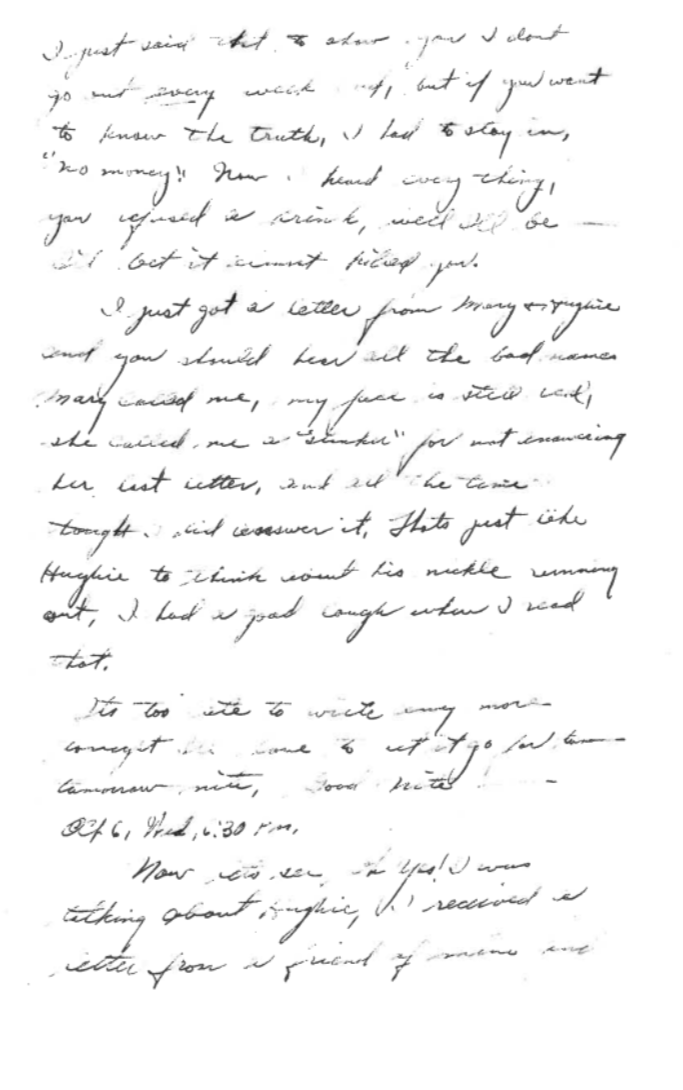 I just said that to show you I dont
go out every week end, but if you want
to know the truth, I had to stay in,
"no money"! Now I heard every thing,
you refused a drink, well I'll be —
I'll bet it almost killed you.
I just got a letter from Mary & Hughie
and you should hear all the bad names
Mary called me, my face is still red,
she called me a "stinker" for not answering
her last letter, and all the time I
tought I did answer it, Thats just like
Hughie to think about his nickle running
out, I had a good laugh when I read
that.
Its too late to write any more
tonight I'll have to let it go for tom—
tomorrow nite, Good Nite —
Oct 6, Wed, 6:30 P.M.
Now lets see, Oh Yes! I was
talking about Hughie, I received a
letter from a friend of mine and